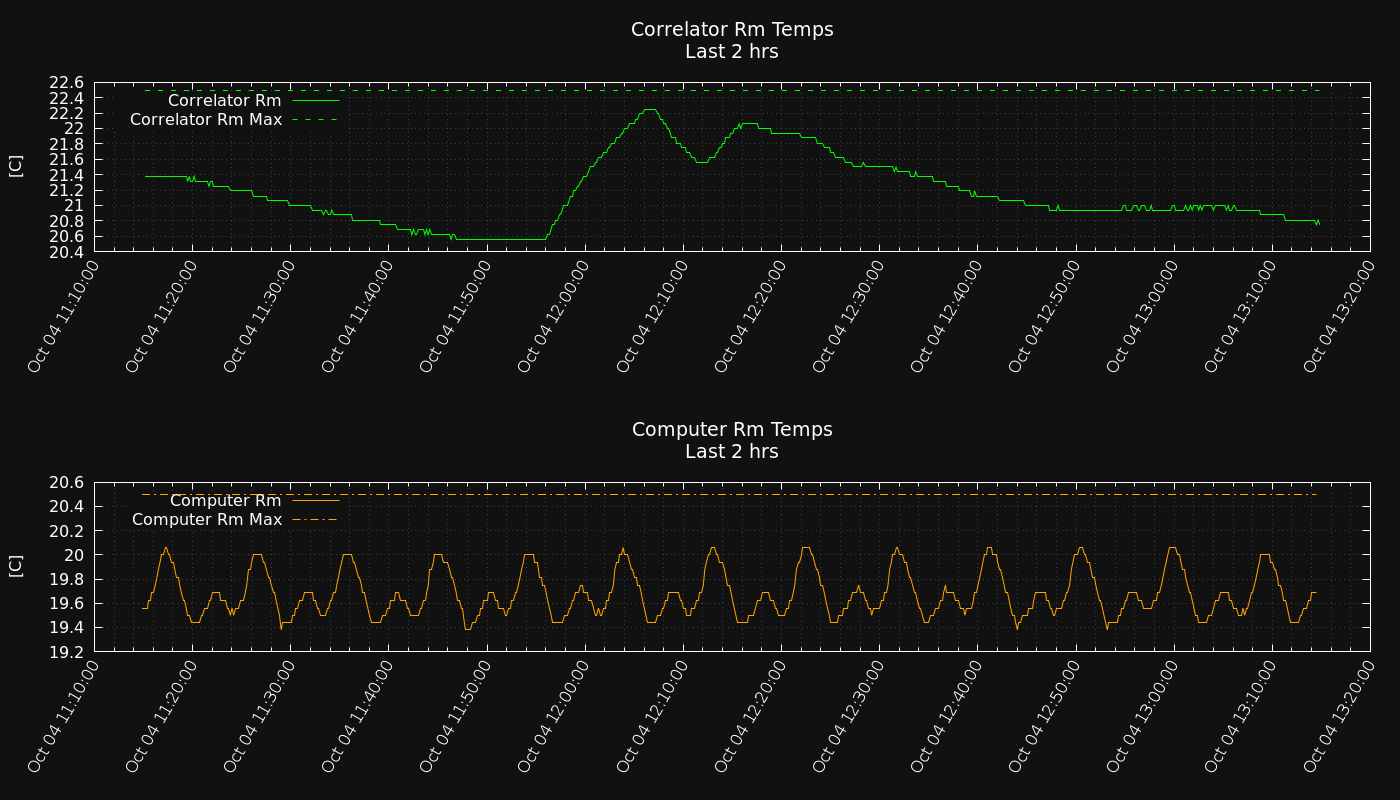 Correlator Rm Temps
Last 2 hrs
[C]
22.6
22.4
22.2
22
21.8
21.6
21.4
21.2
21
20.8
20.6
20.4
Correlator Rm
Correlator Rm Max
Oct 04 11:10:00
Oct 04 11:20:00
Oct 04 11:30:00
Oct 04 11:40:00
Oct 04 11:50:00
Oct 04 12:00:00
Oct 04 12:10:00
Oct 04 12:20:00
Oct 04 12:30:00
Oct 04 12:40:00
Oct 04 12:50:00
Oct 04 13:00:00
Oct 04 13:10:00
Oct 04 13:20:00
Computer Rm Temps
Last 2 hrs
[C]
20.6
20.4
20.2
20
19.8
19.6
19.4
19.2
Computer Rm
Computer Rm Max
Oct 04 11:10:00
Oct 04 11:20:00
Oct 04 11:30:00
Oct 04 11:40:00
Oct 04 11:50:00
Oct 04 12:00:00
Oct 04 12:10:00
Oct 04 12:20:00
Oct 04 12:30:00
Oct 04 12:40:00
Oct 04 12:50:00
Oct 04 13:00:00
Oct 04 13:10:00
Oct 04 13:20:00